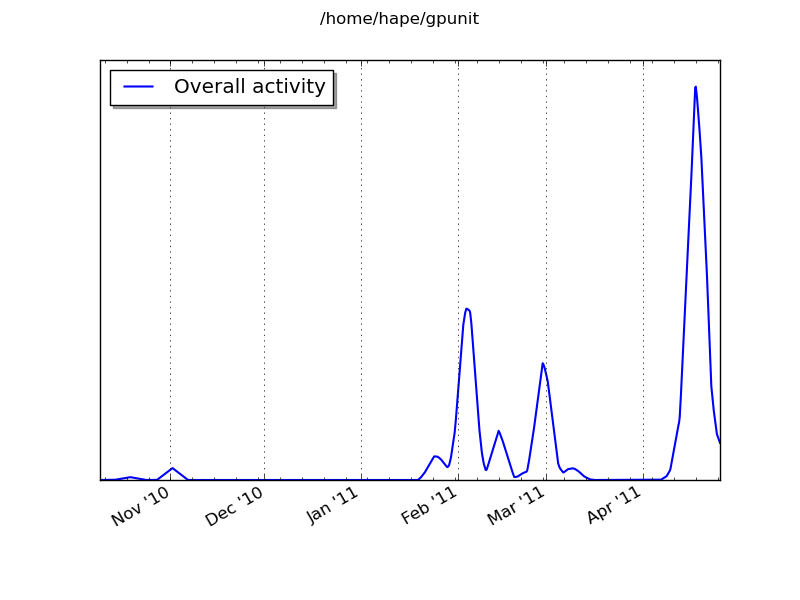 /home/hape/gpunit
Overall activity
Nov '10
Dec '10
Jan '11
Feb '11
Mar '11
Apr '11